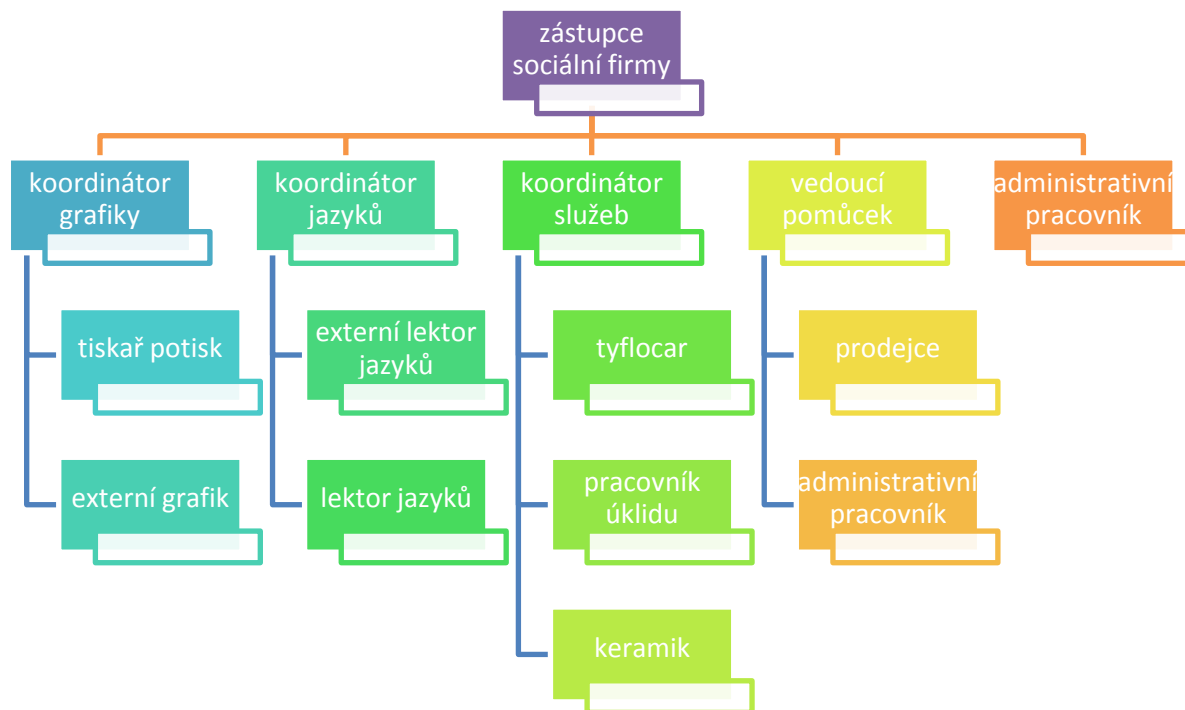 zástupce
sociální firmy
koordinátor
grafiky
koordinátor
jazyků
koordinátor
služeb
vedoucí
pomůcek
administrativní
pracovník
tiskař potisk
externí lektor
jazyků
tyflocar
prodejce
externí grafik
lektor jazyků
pracovník
úklidu
administrativní
pracovník
keramik